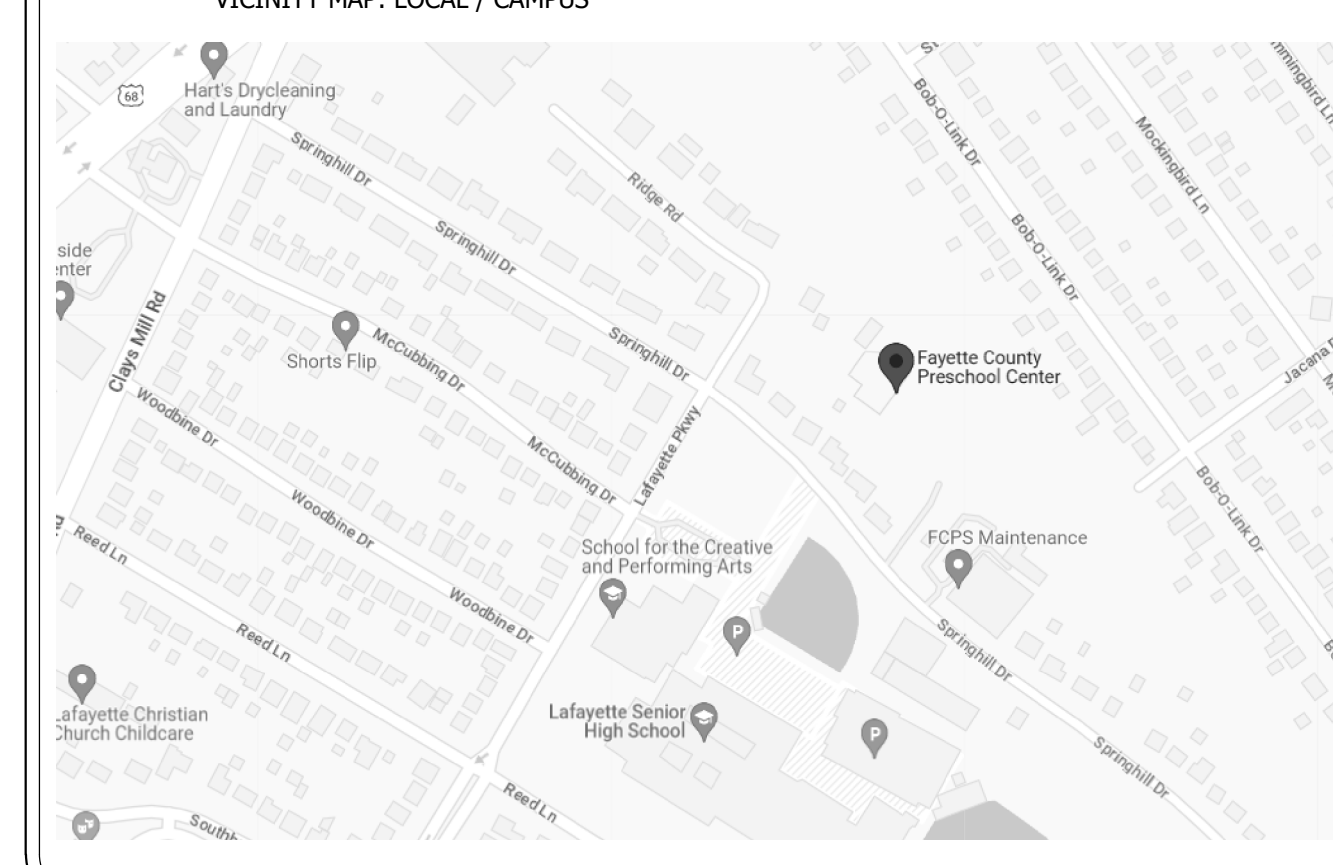 VICINITY MAP: LOCAL / CAMPUS
68
Hart's Drycleaning
and Laundry
Springhill Dr
Ridge Rd
Bob-O-Link Dr
Mockingbird Ln
mmingbird Ln
side
enter
Springhill Dr
Bob-O-Link Dr
Clays Mill Rd
Shorts Flip
McCubbing Dr
Springhill Dr
Fayette County
Preschool Center
Jacana
Woodbine Dr
McCubbing Dr
Lafayette Pkwy
Bob-O-Link Dr
Woodbine Dr
Reed Ln
School for the Creative
and Performing Arts
FCPS Maintenance
Woodbine Dr
P
Springhill Dr
Reed Ln
Lafayette Christian
Church Childcare
Lafayette Senior
High School
P
Springhill Dr
Reed Ln
South